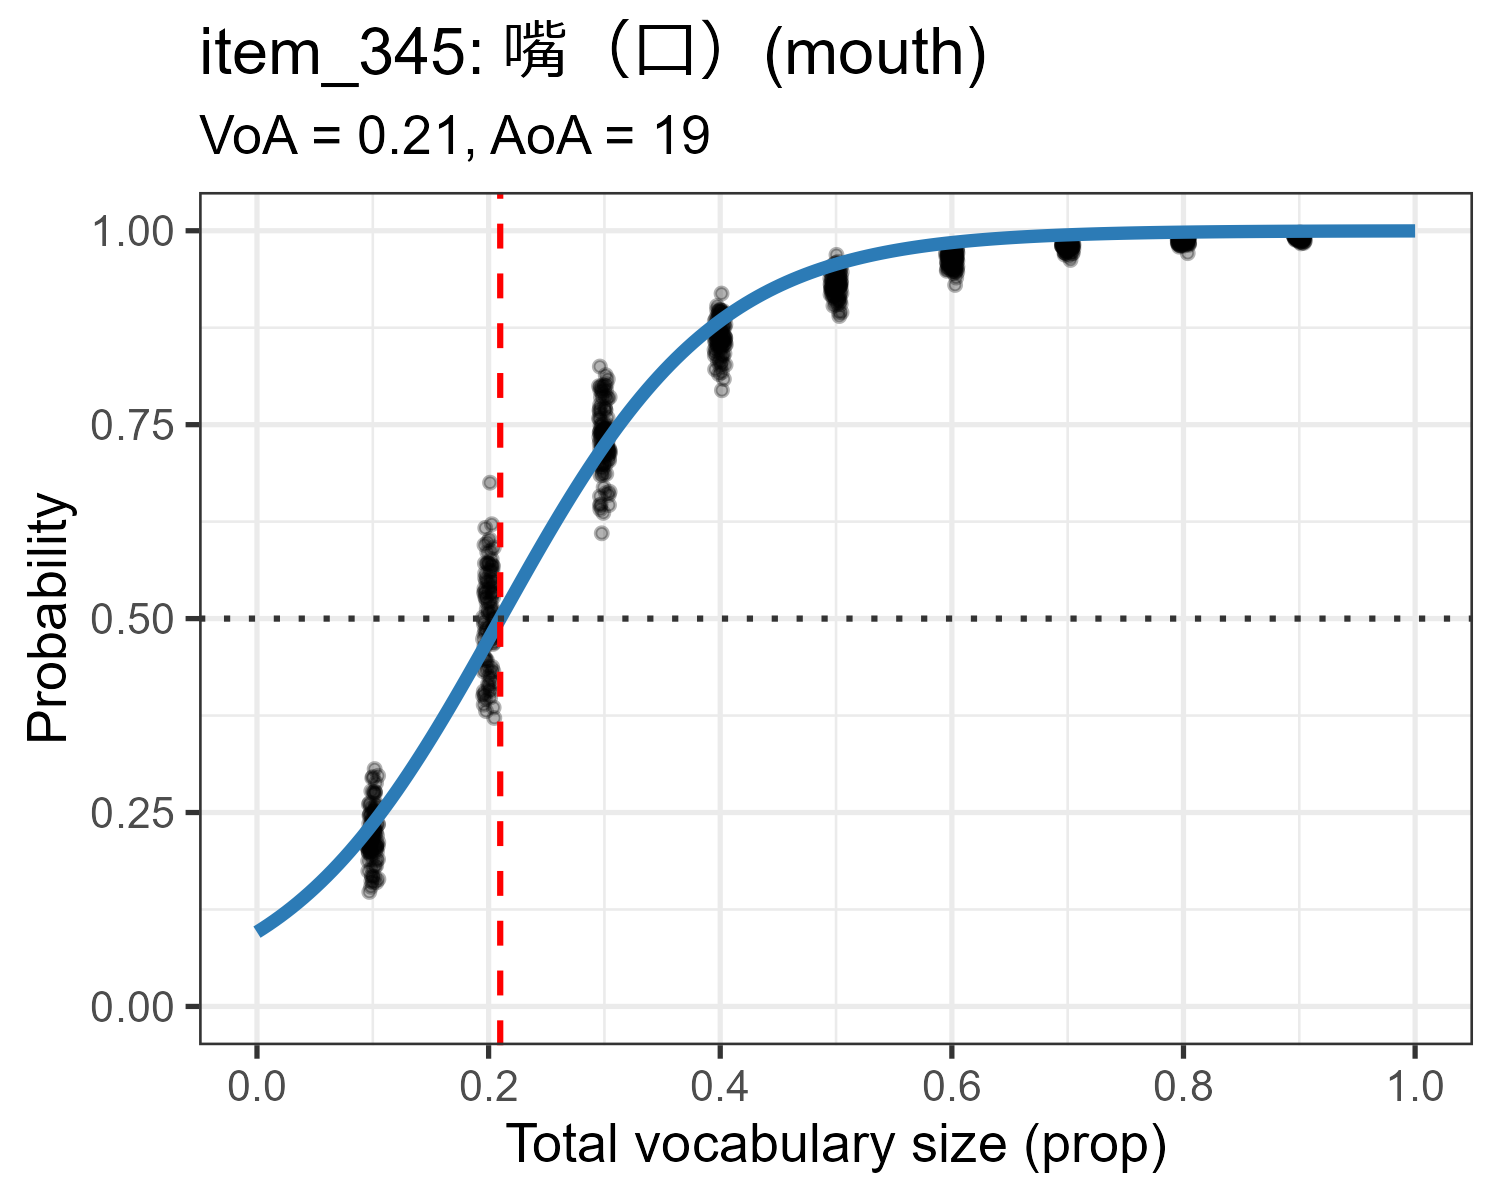 item_345: 嘴（口）(mouth)
VoA = 0.21, AoA = 19
Probability
1.00
0.75
0.50
0.25
0.00
0.0 0.2 0.4 0.6 0.8 1.0
Total vocabulary size (prop)